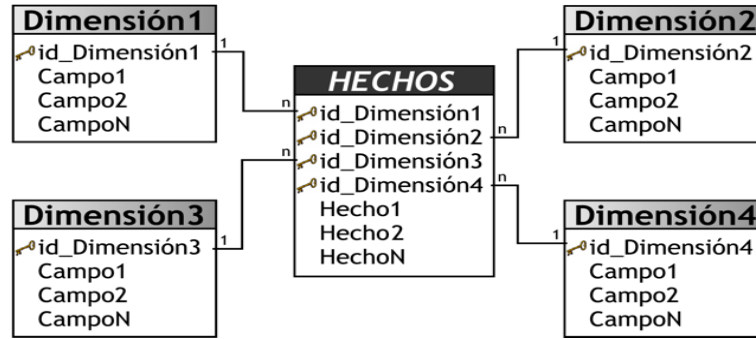 Dimensión1
id_Dimensión1
Campo1
Campo2
CampoN
1
Dimensión2
id_Dimensión2
Campo1
Campo2
CampoN
1
HECHOS
id_Dimensión1
id_Dimensión2
id_Dimensión3
id_Dimensión4
Hecho1
Hecho2
HechoN
n
n
n
n
Dimensión3
id_Dimensión3
Campo1
Campo2
CampoN
1
Dimensión4
id_Dimensión4
Campo1
Campo2
CampoN
1